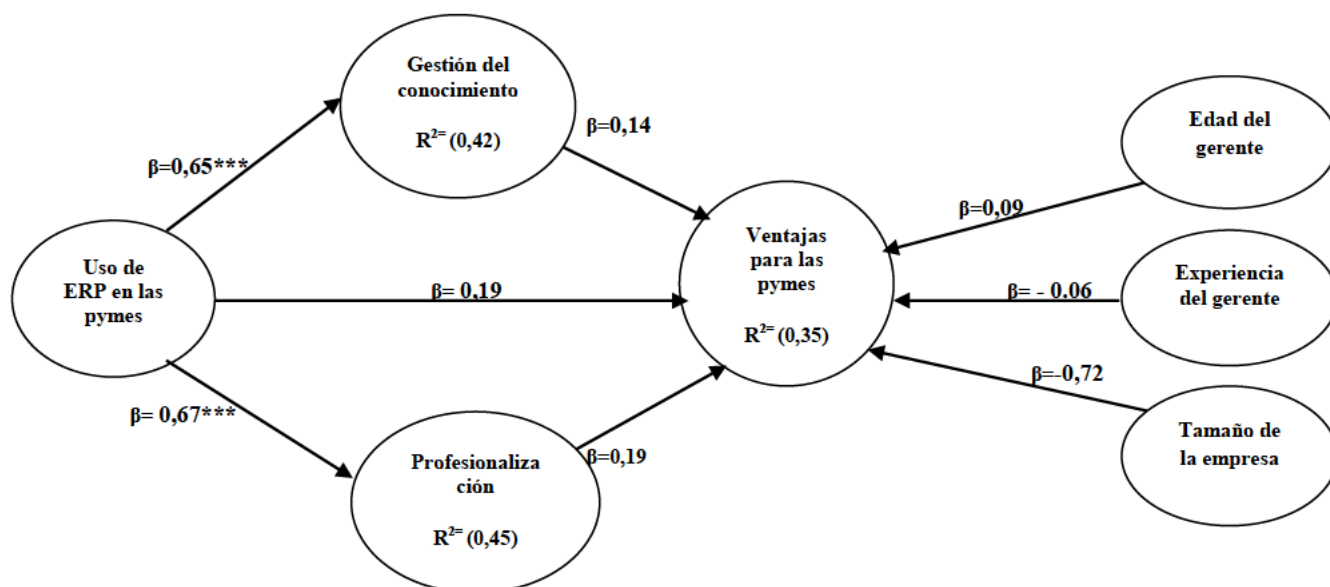 Gestión del
conocimiento
R²⁼ (0,42)
β=0,14
Edad del
gerente
β=0,65***
β=0,09
Ventajas
para las
pymes
R²⁼ (0,35)
Uso de
ERP en las
pymes
β= 0,19
Experiencia
del gerente
β= - 0.06
β=-0,72
β= 0,67***
Profesionaliza
ción
R²⁼ (0,45)
β=0,19
Tamaño de
la empresa